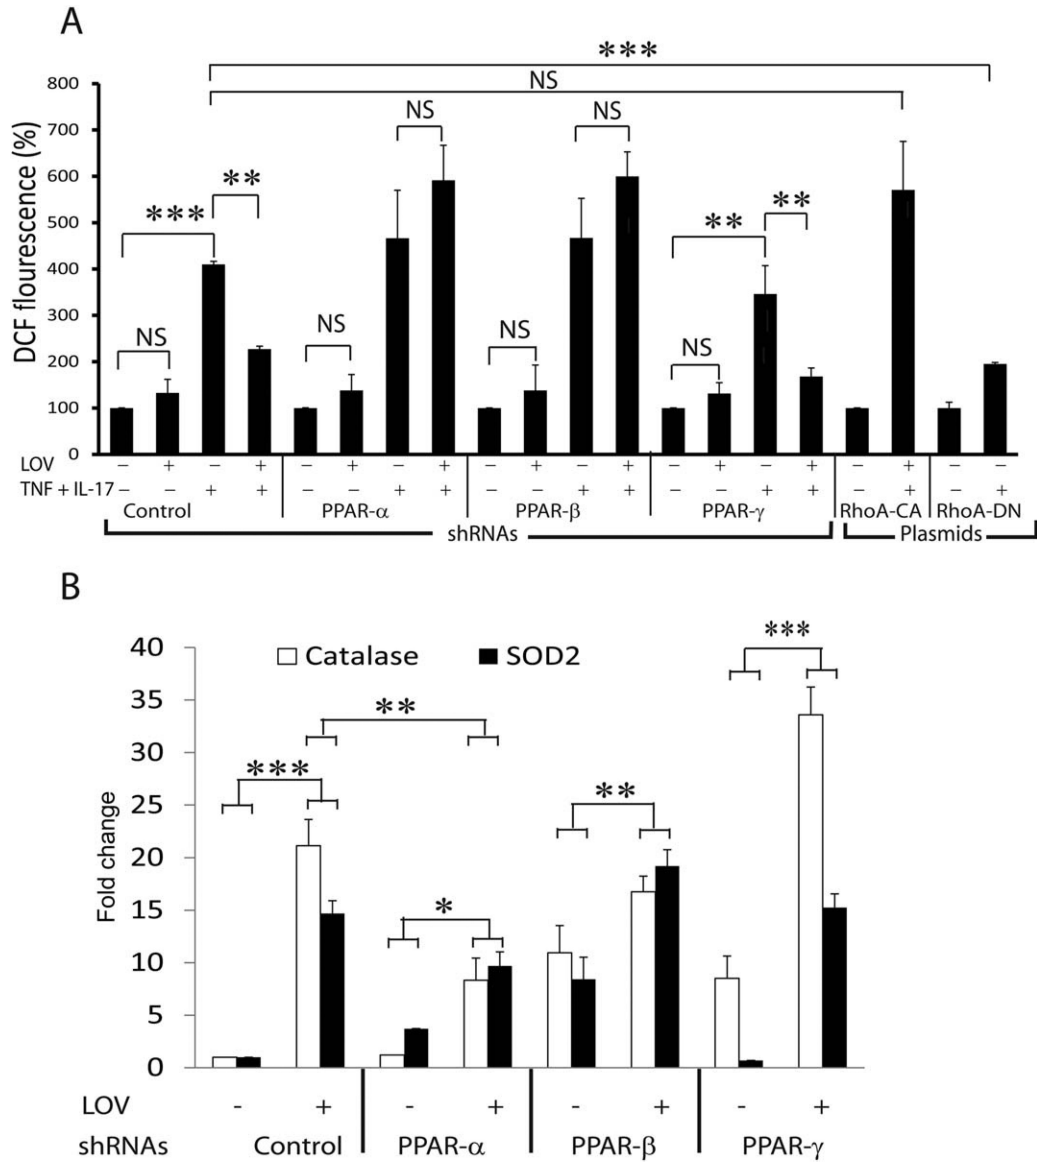 A
***
NS
800
NS
NS
700
600
**
**
***
**
500
400
NS
NS
NS
NS
300
200
100
0
DCF flourescence (%)
LOV – + – + – + – + – + – + – + – + – + – –
TNF + IL-17 – – + + – – + + – – + + – – + + – + – +
Control PPAR-α PPAR-β PPAR-γ RhoA-CA RhoA-DN
shRNAs Plasmids
B
***
40
Catalase SOD2
35
**
30
***
**
25
20
*
15
10
5
0
Fold change
LOV - + - + - + - +
shRNAs Control PPAR-α PPAR-β PPAR-γ